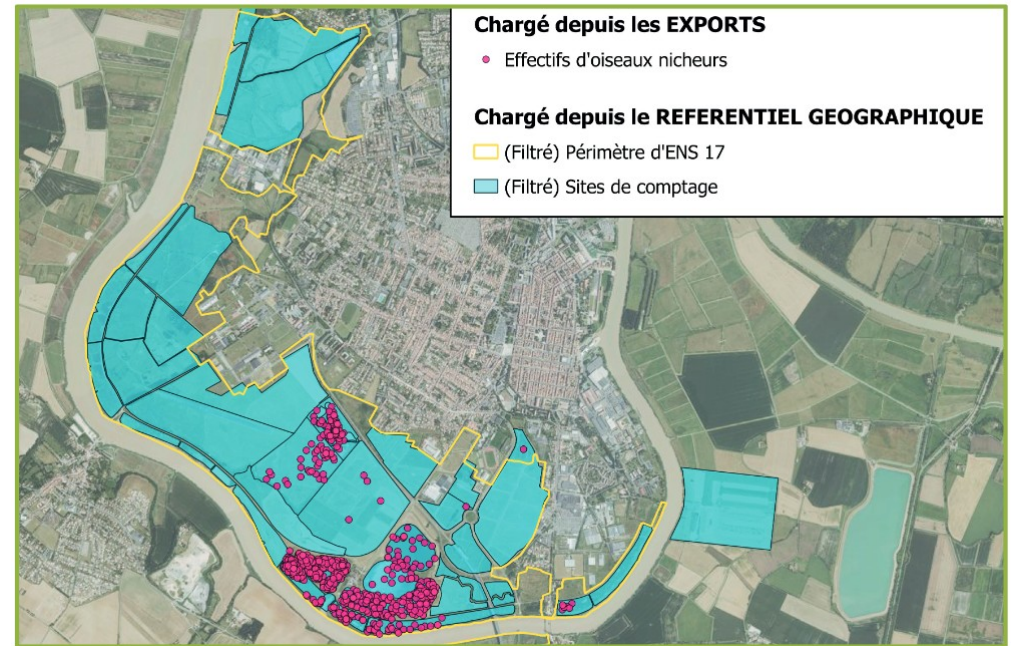 Chargé depuis les EXPORTS
Effectifs d'oiseaux nicheurs
Chargé depuis le REFERENTIEL GEOGRAPHIQUE
(Filtré) Périmètre d'ENS 17
(Filtré) Sites de comptage